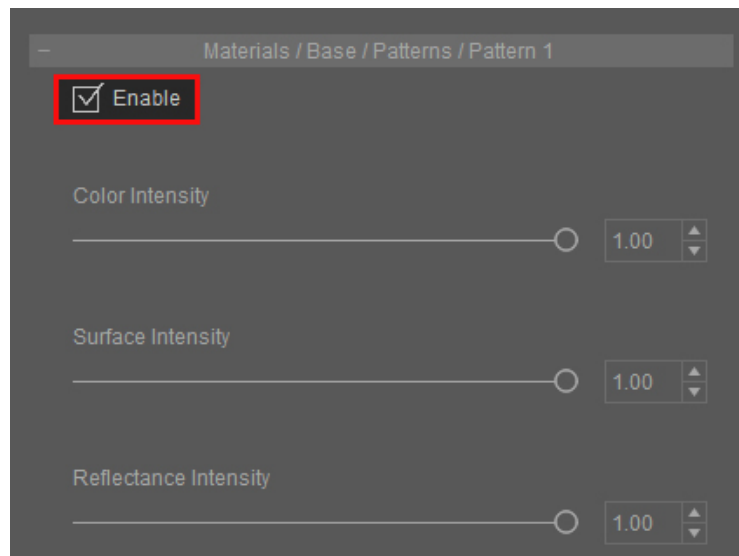 Materials / Base / Patterns / Pattern 1
Enable
Color Intensity
1.00
Surface Intensity
1.00
Reflectance Intensity
1.00